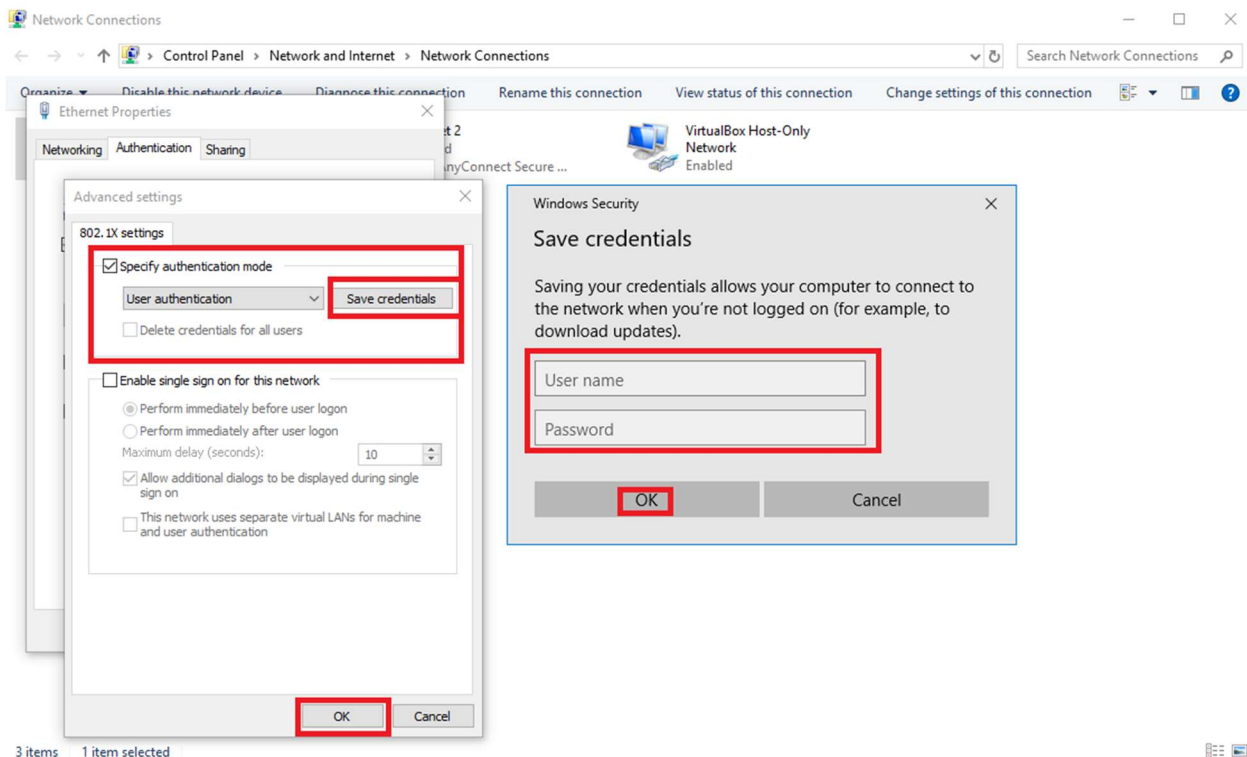 Network Connections
Control Panel > Network and Internet > Network Connections
Search Network Connections
Organize Disable this network device Diagnose this connection Rename this connection View status of this connection Change settings of this connection
Ethernet Properties
Networking Authentication Sharing
VirtualBox Host-Only
Network
Enabled
Secure ...
Advanced settings
802.1X settings
Specify authentication mode
User authentication Save credentials
Delete credentials for all users
Enable single sign on for this network
Perform immediately before user logon
Perform immediately after user logon
Maximum delay (seconds): 10
Allow additional dialogs to be displayed during single
sign on
This network uses separate virtual LANs for machine
and user authentication
OK Cancel
Windows Security
Save credentials
Saving your credentials allows your computer to connect to
the network when you're not logged on (for example, to
download updates).
User name
Password
OK Cancel
3 items 1 item selected